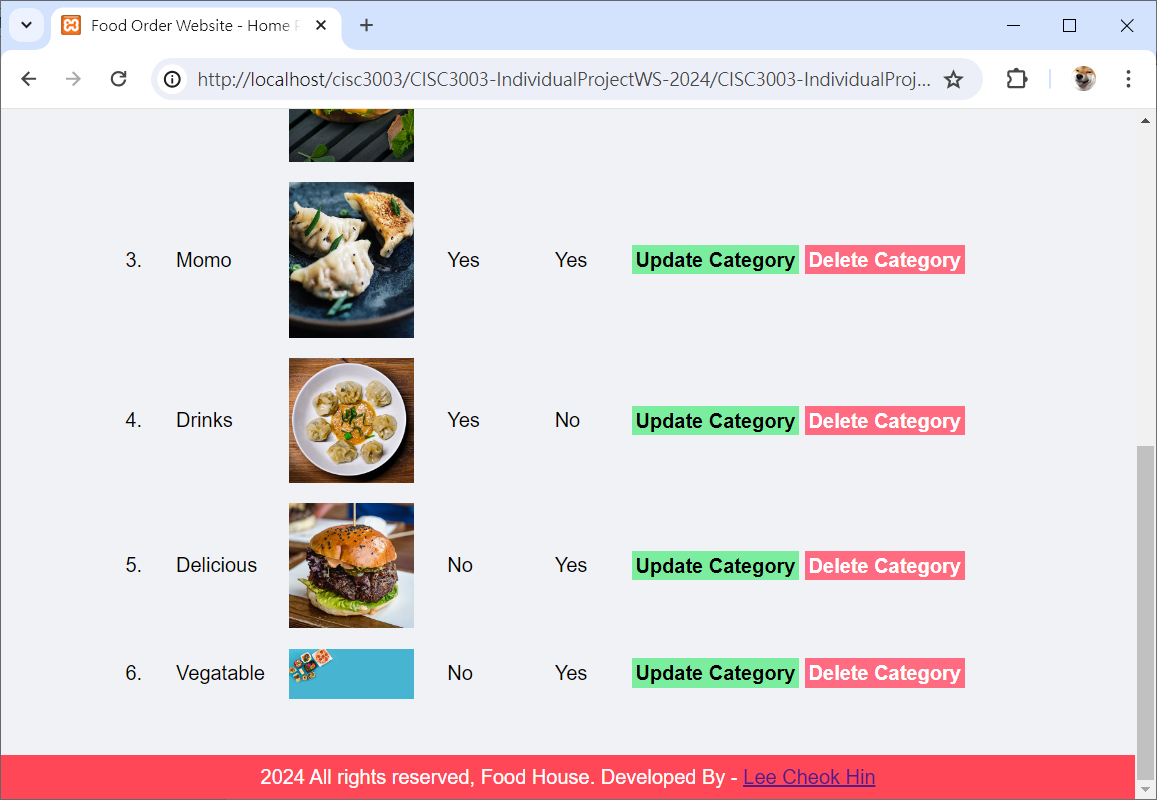 Food Order Website - Home
http://localhost/cisc3003/CISC3003-IndividualProjectWS-2024/CISC3003-IndividualProj...
3. Momo Yes Yes Update Category Delete Category
4. Drinks Yes No Update Category Delete Category
5. Delicious No Yes Update Category Delete Category
6. Vegatable No Yes Update Category Delete Category
2024 All rights reserved, Food House. Developed By - Lee Cheok Hin